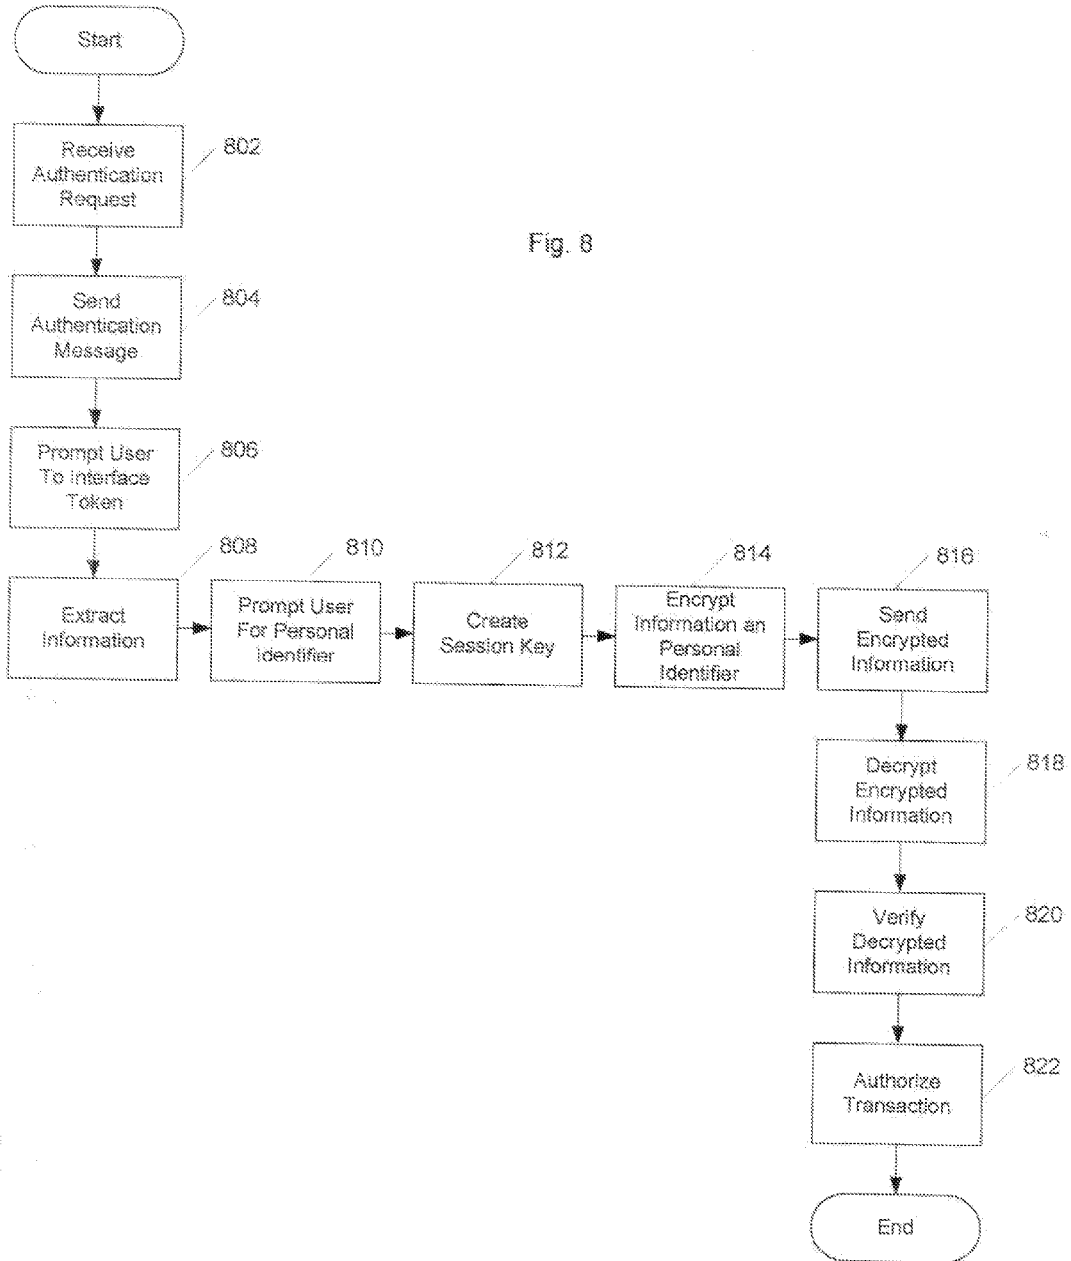 Start
Receive
Authentication
Request
802
Fig. 8
Send
Authentication
Message
804
Prompt User
To Interface
Token
806
Extract
Information
808
Prompt User
For Personal
Identifier
810
Create
Session Key
812
Encrypt
Information an
Personal
Identifier
814
Send
Encrypted
Information
816
Decrypt
Encrypted
Information
818
Verify
Decrypted
Information
820
Authorize
Transaction
822
End